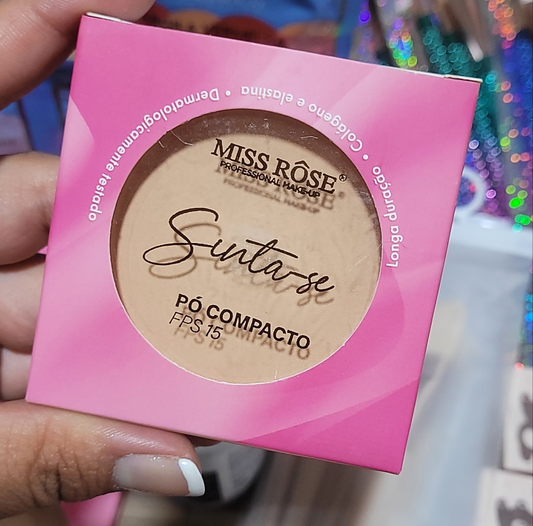 Dermatologicamente testado • Colágeno e elastina • Longa duração
MISS RÔSE®
PROFESSIONAL MAKE-UP
Sinta-se
PÓ COMPACTO
FPS 15